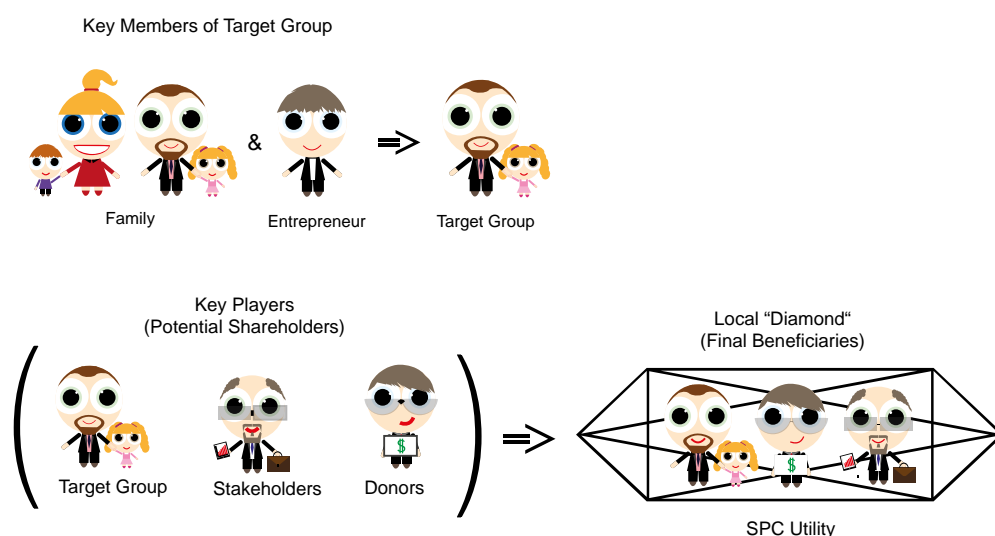 Key Members of Target Group
&
=>
Family
Entrepreneur
Target Group
Key Players
(Potential Shareholders)
Local “Diamond“
(Final Beneficiaries)
( $ ) => $
Target Group
Stakeholders
Donors
SPC Utility